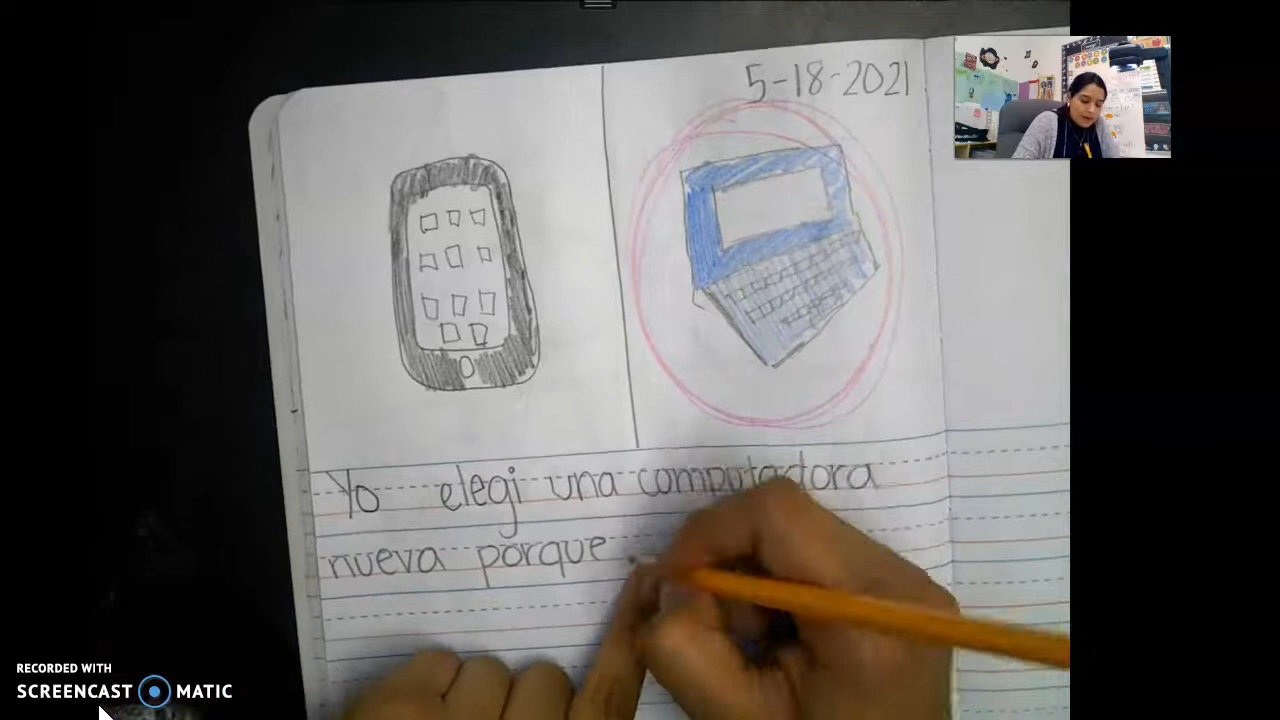 5-18-2021
Yo elegi una computadora
nueva porque
RECORDED WITH
SCREENCAST MATIC